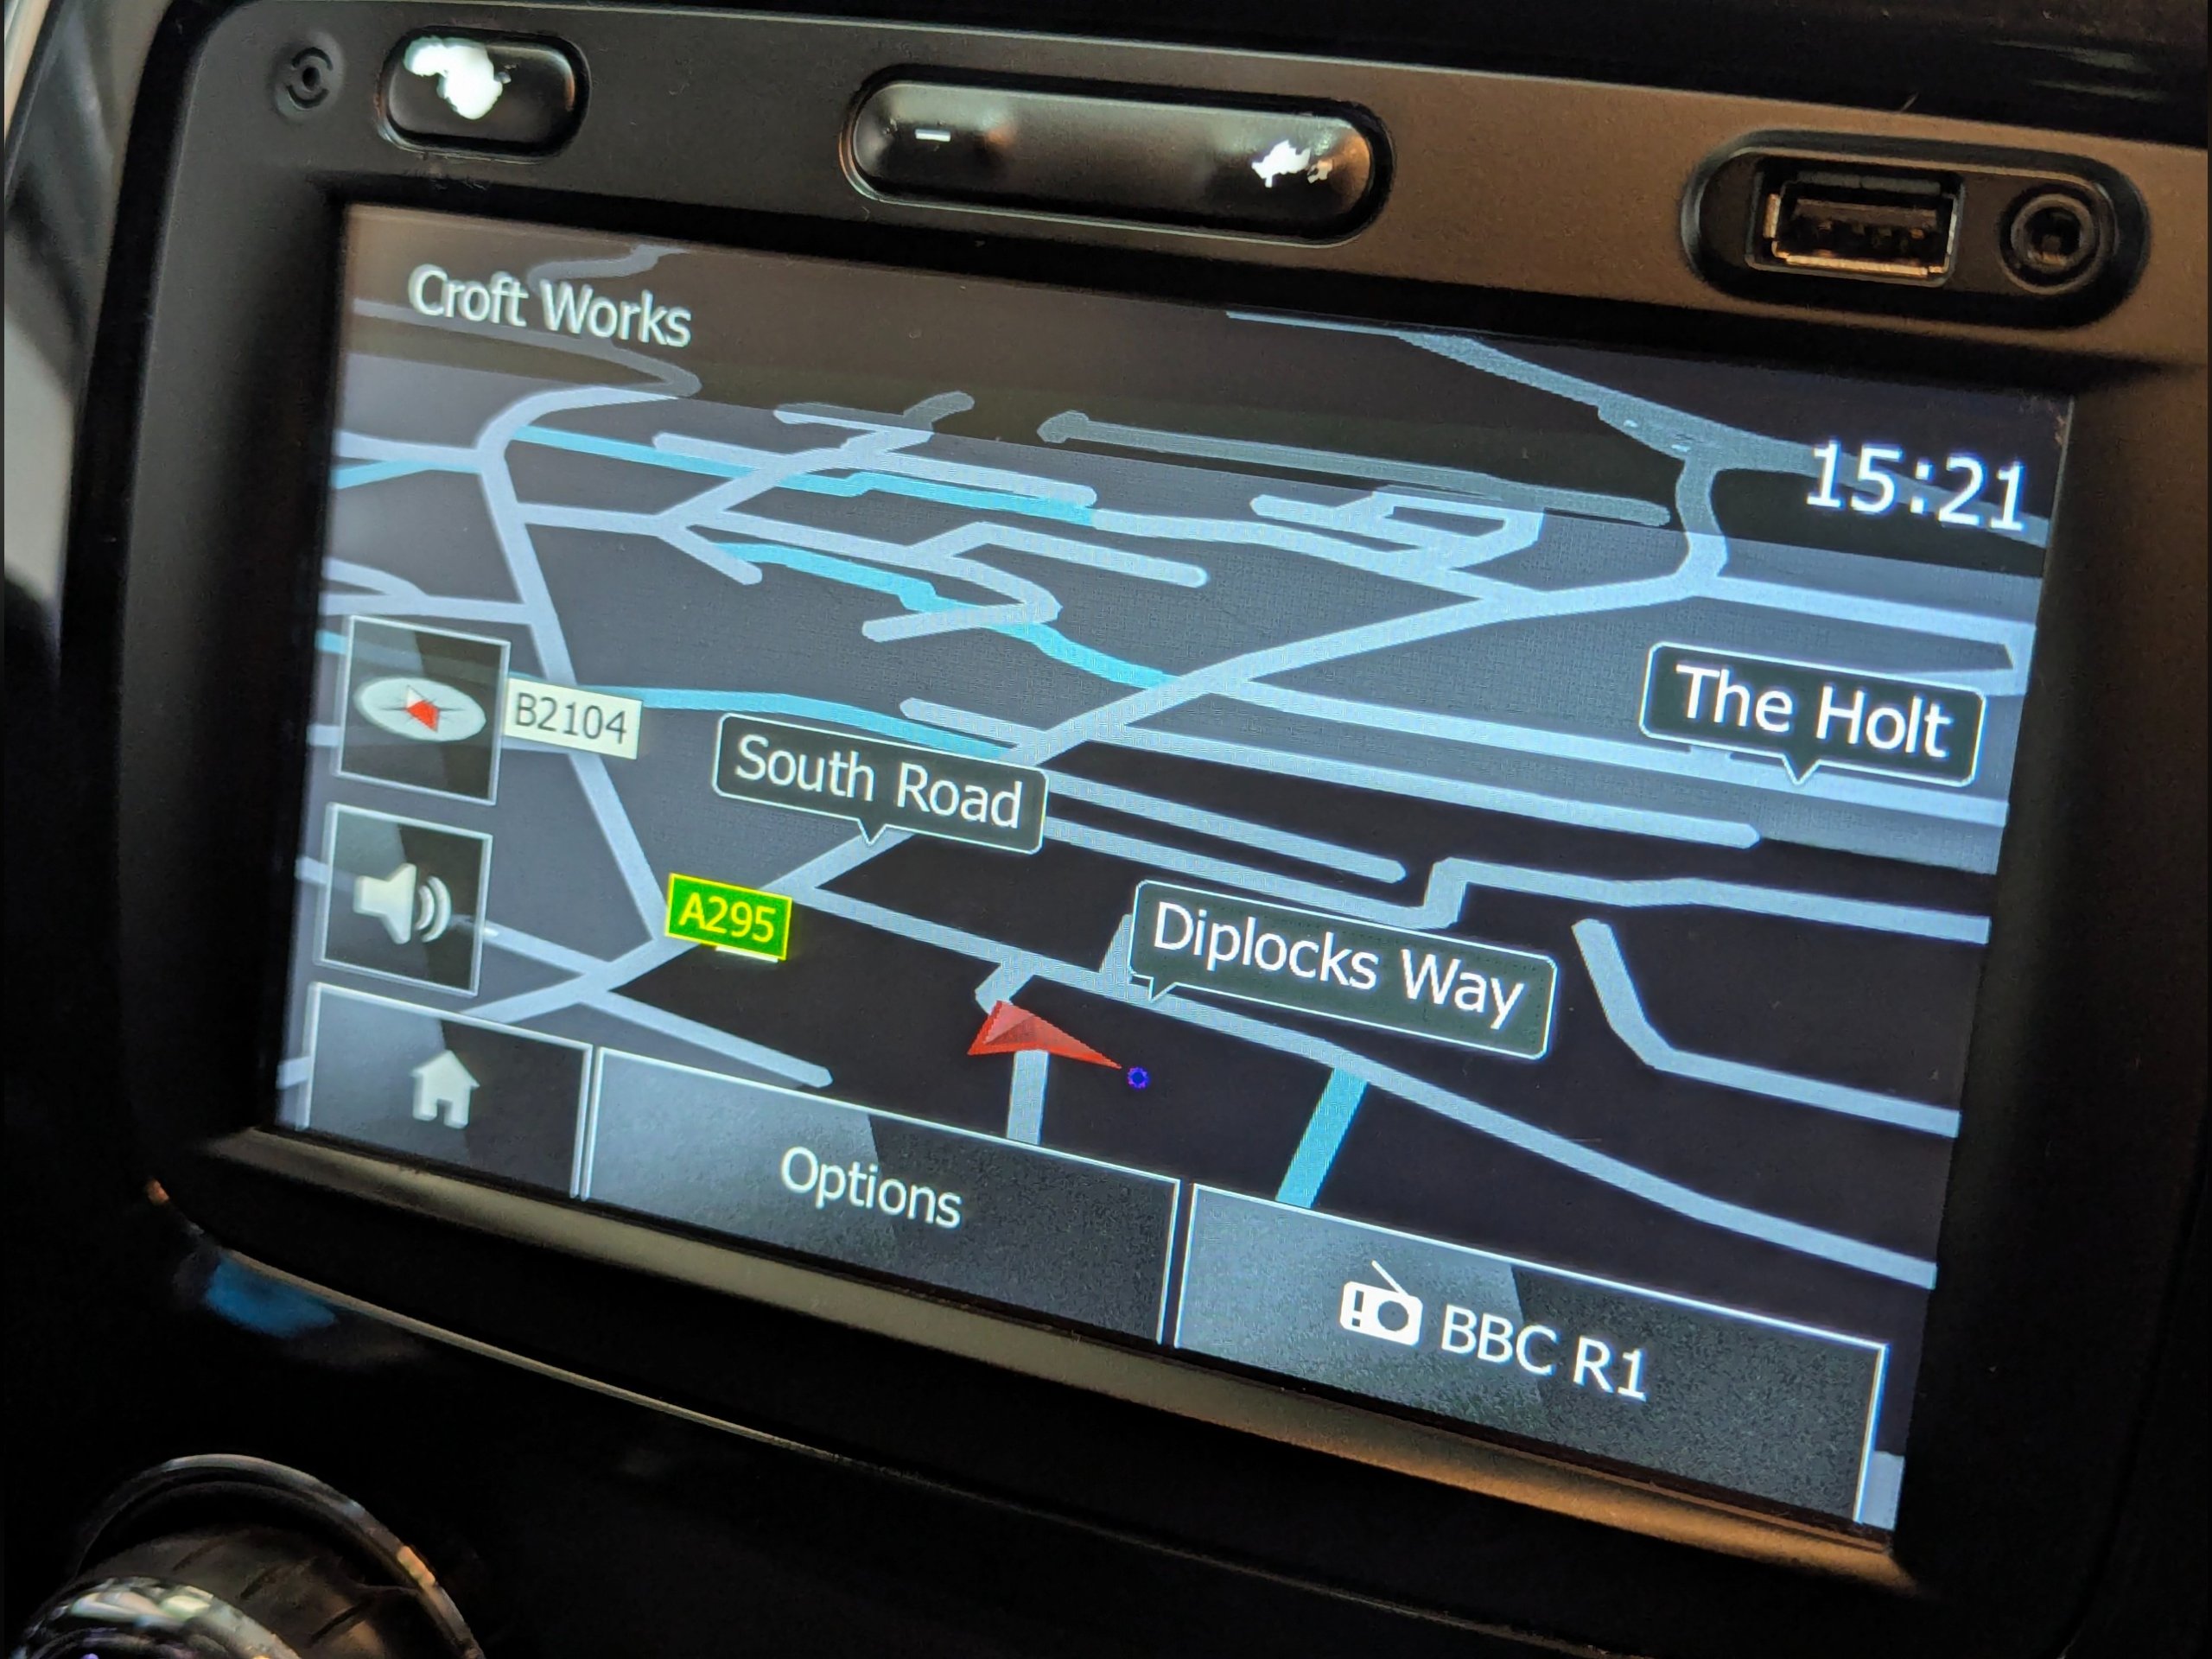 Croft Works
15:21
The Holt
B2104
South Road
A295
Diplocks Way
Options
BBC R1